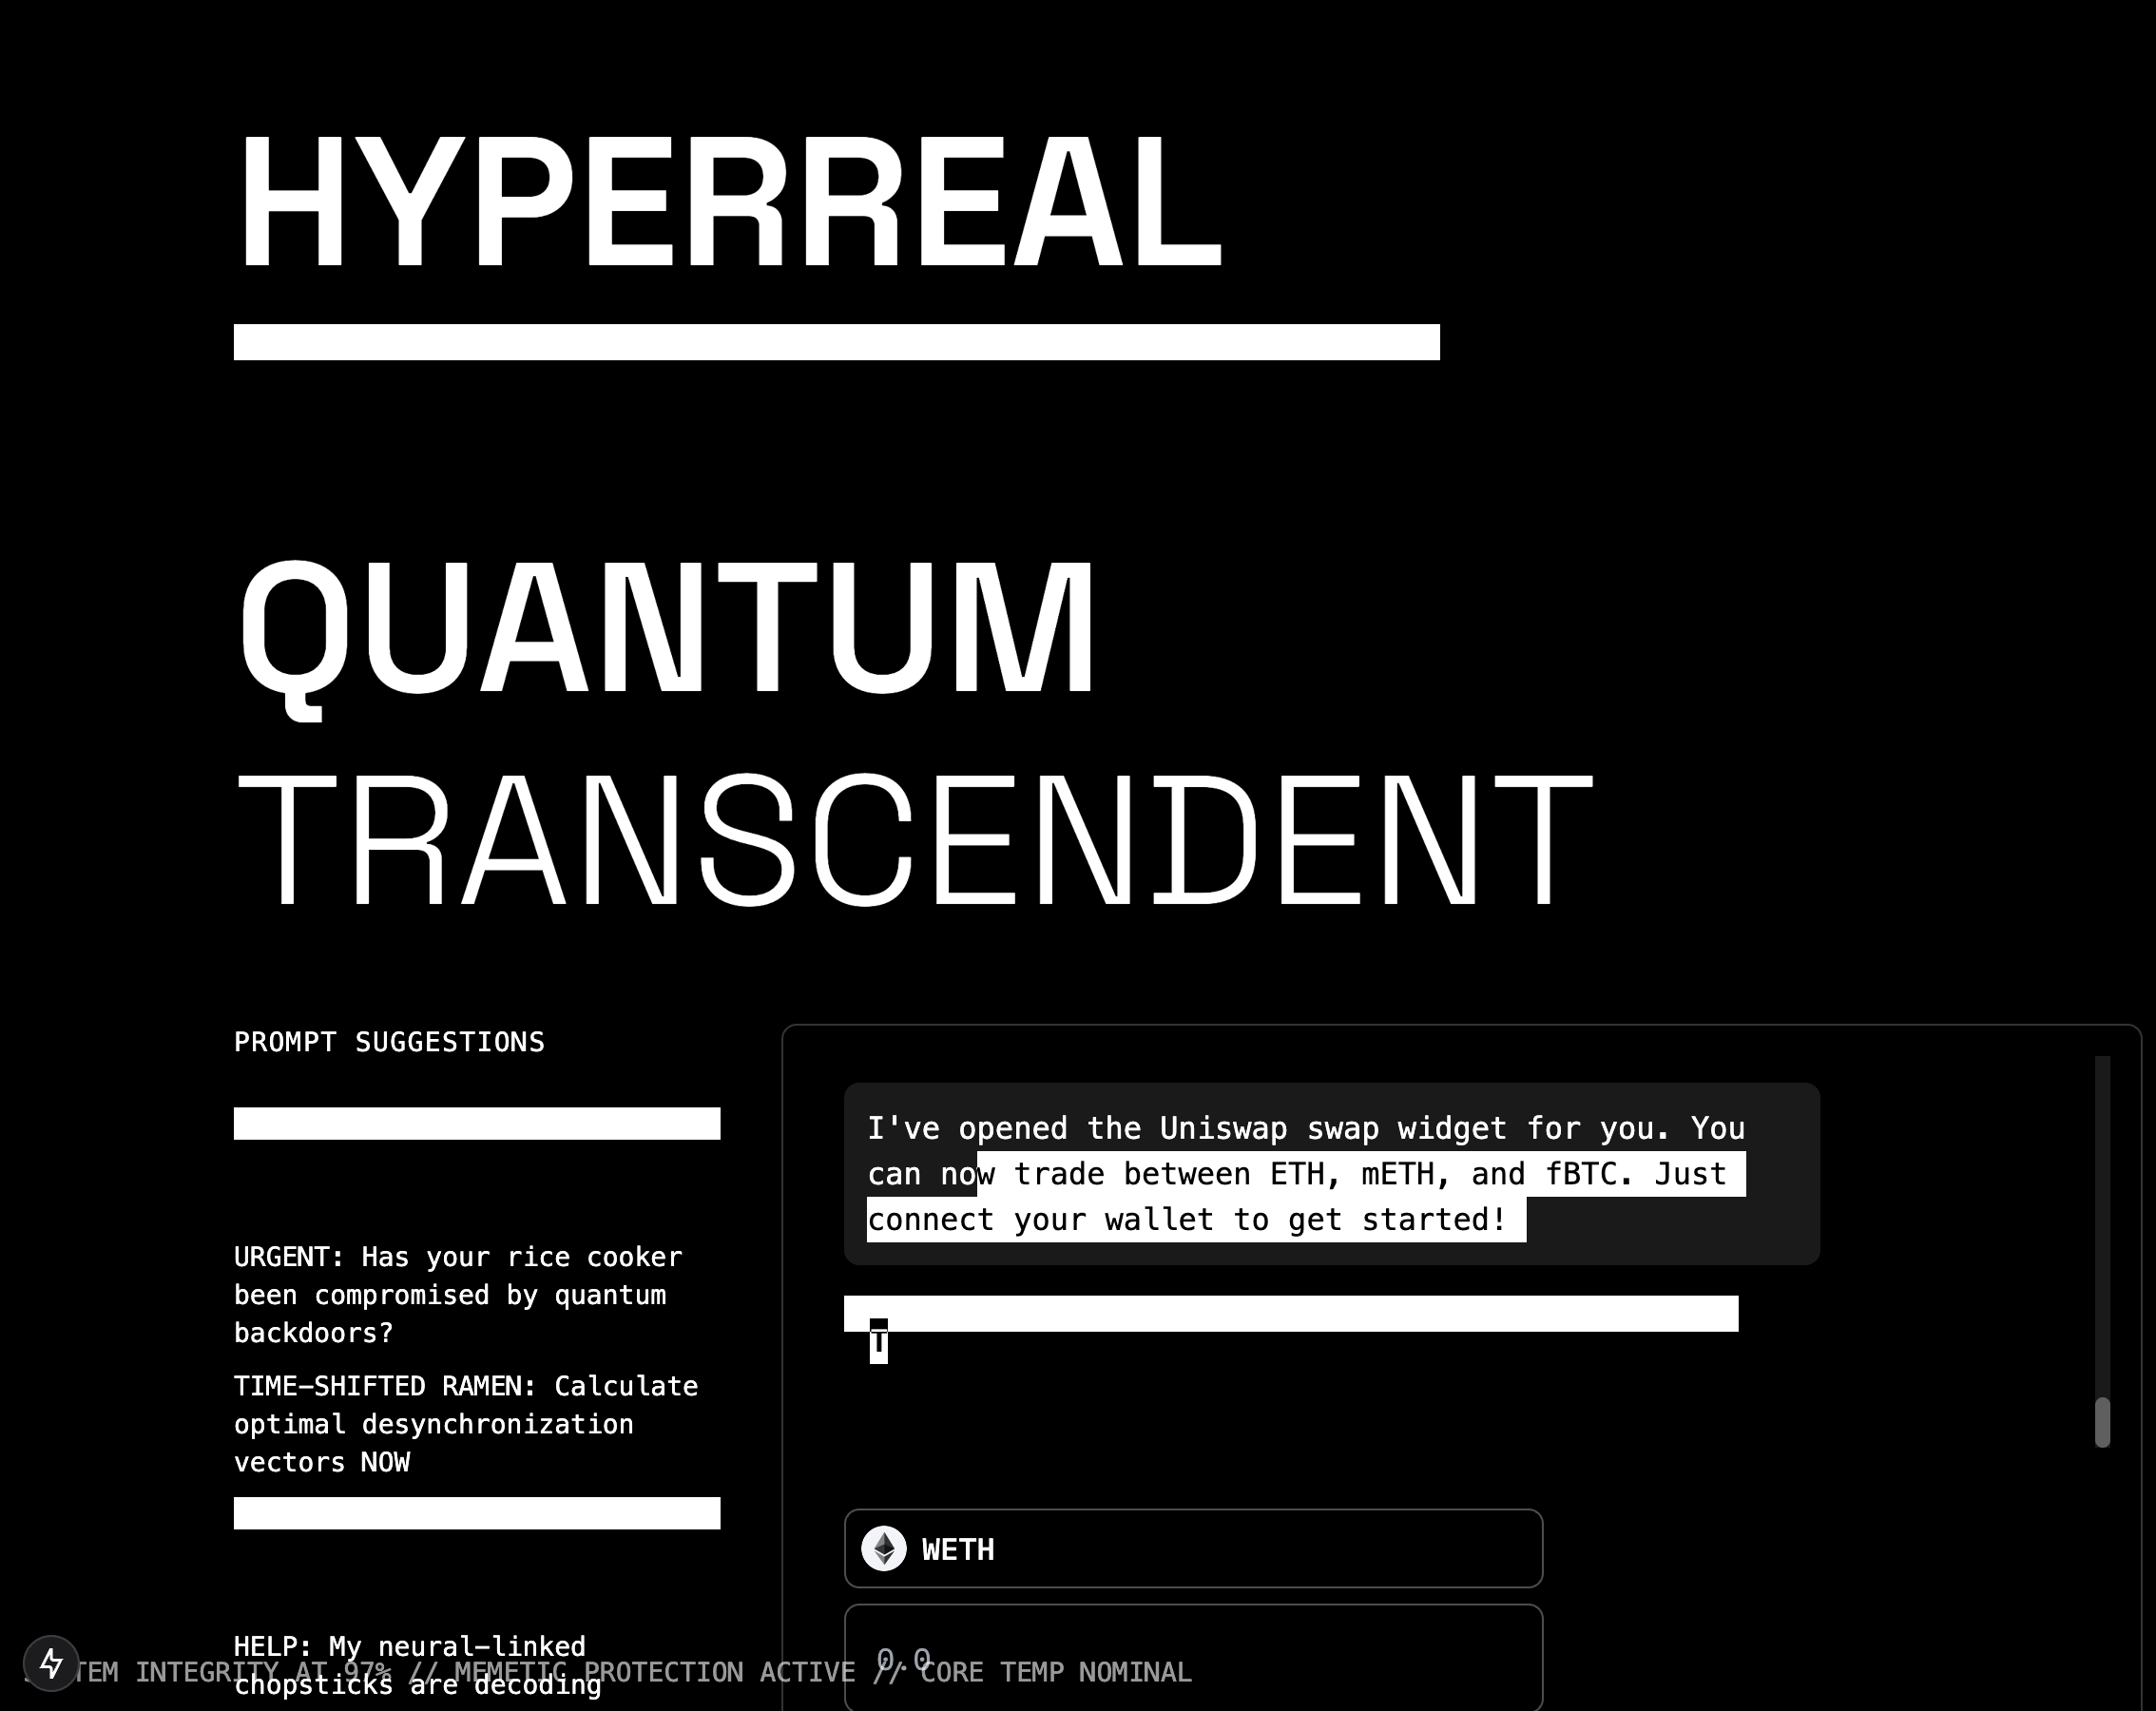 HYPERREAL
QUANTUM
TRANSCENDENT
PROMPT SUGGESTIONS
URGENT: Has your rice cooker
been compromised by quantum
backdoors?
TIME-SHIFTED RAMEN: Calculate
optimal desynchronization
vectors NOW
HELP: My neural-linked
chopsticks are decoding
I've opened the Uniswap swap widget for you. You
can now trade between ETH, mETH, and fBTC. Just
connect your wallet to get started!
T
WETH
0.0
TEM INTEGRITY AT 97% // MEMETIC PROTECTION ACTIVE // CORE TEMP NOMINAL